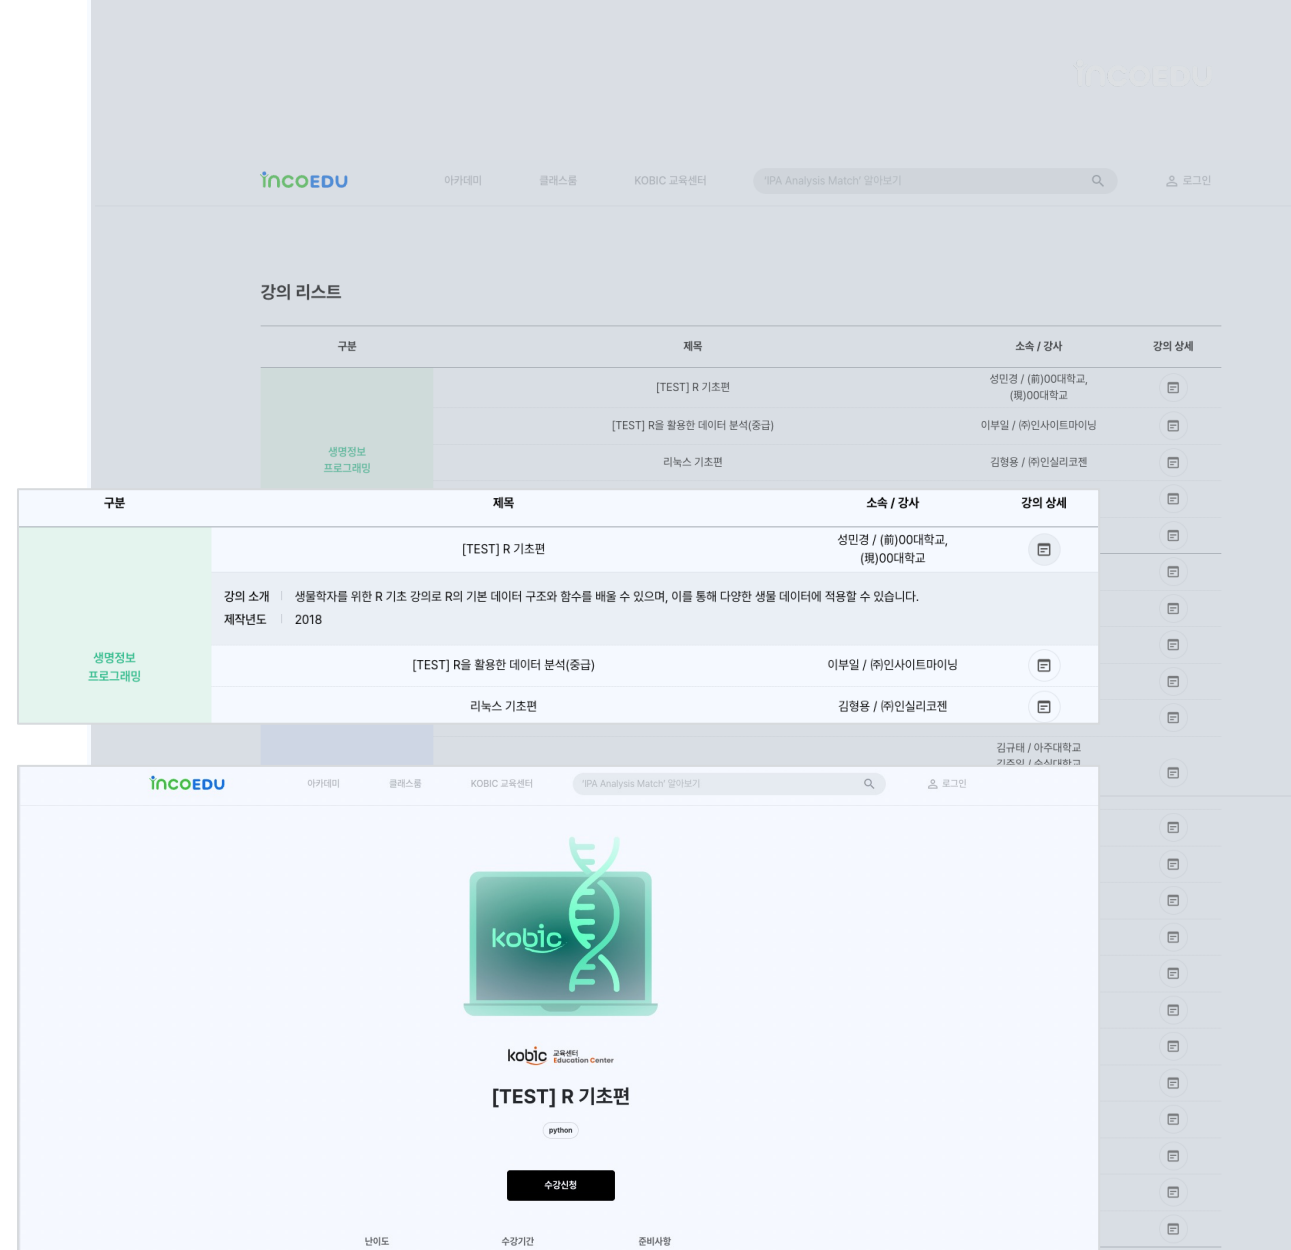 incoEDU
incoEDU 아카데미 클래스룸 KOBIC 교육센터 'IPA Analysis Match' 알아보기 로그인
강의 리스트
구분 제목 소속 / 강사 강의 상세
[TEST] R 기초편 성민경 / (前)00대학교,
(現)00대학교
[TEST] R을 활용한 데이터 분석(중급) 이부일 / ㈜인사이트마이닝
생명정보
프로그래밍
리눅스 기초편 김형용 / ㈜인실리코젠
구분 제목 소속 / 강사 강의 상세
[TEST] R 기초편 성민경 / (前)00대학교,
(現)00대학교
강의 소개 생물학자를 위한 R 기초 강의로 R의 기본 데이터 구조와 함수를 배울 수 있으며, 이를 통해 다양한 생물 데이터에 적용할 수 있습니다.
제작년도 2018
생명정보
프로그래밍
[TEST] R을 활용한 데이터 분석(중급) 이부일 / ㈜인사이트마이닝
리눅스 기초편 김형용 / ㈜인실리코젠
김규태 / 아주대학교
incoEDU 아카데미 클래스룸 KOBIC 교육센터 'IPA Analysis Match' 알아보기 로그인
kobic
kobic 교육센터
Education Center
[TEST] R 기초편
python
수강신청
난이도 수강기간 준비사항